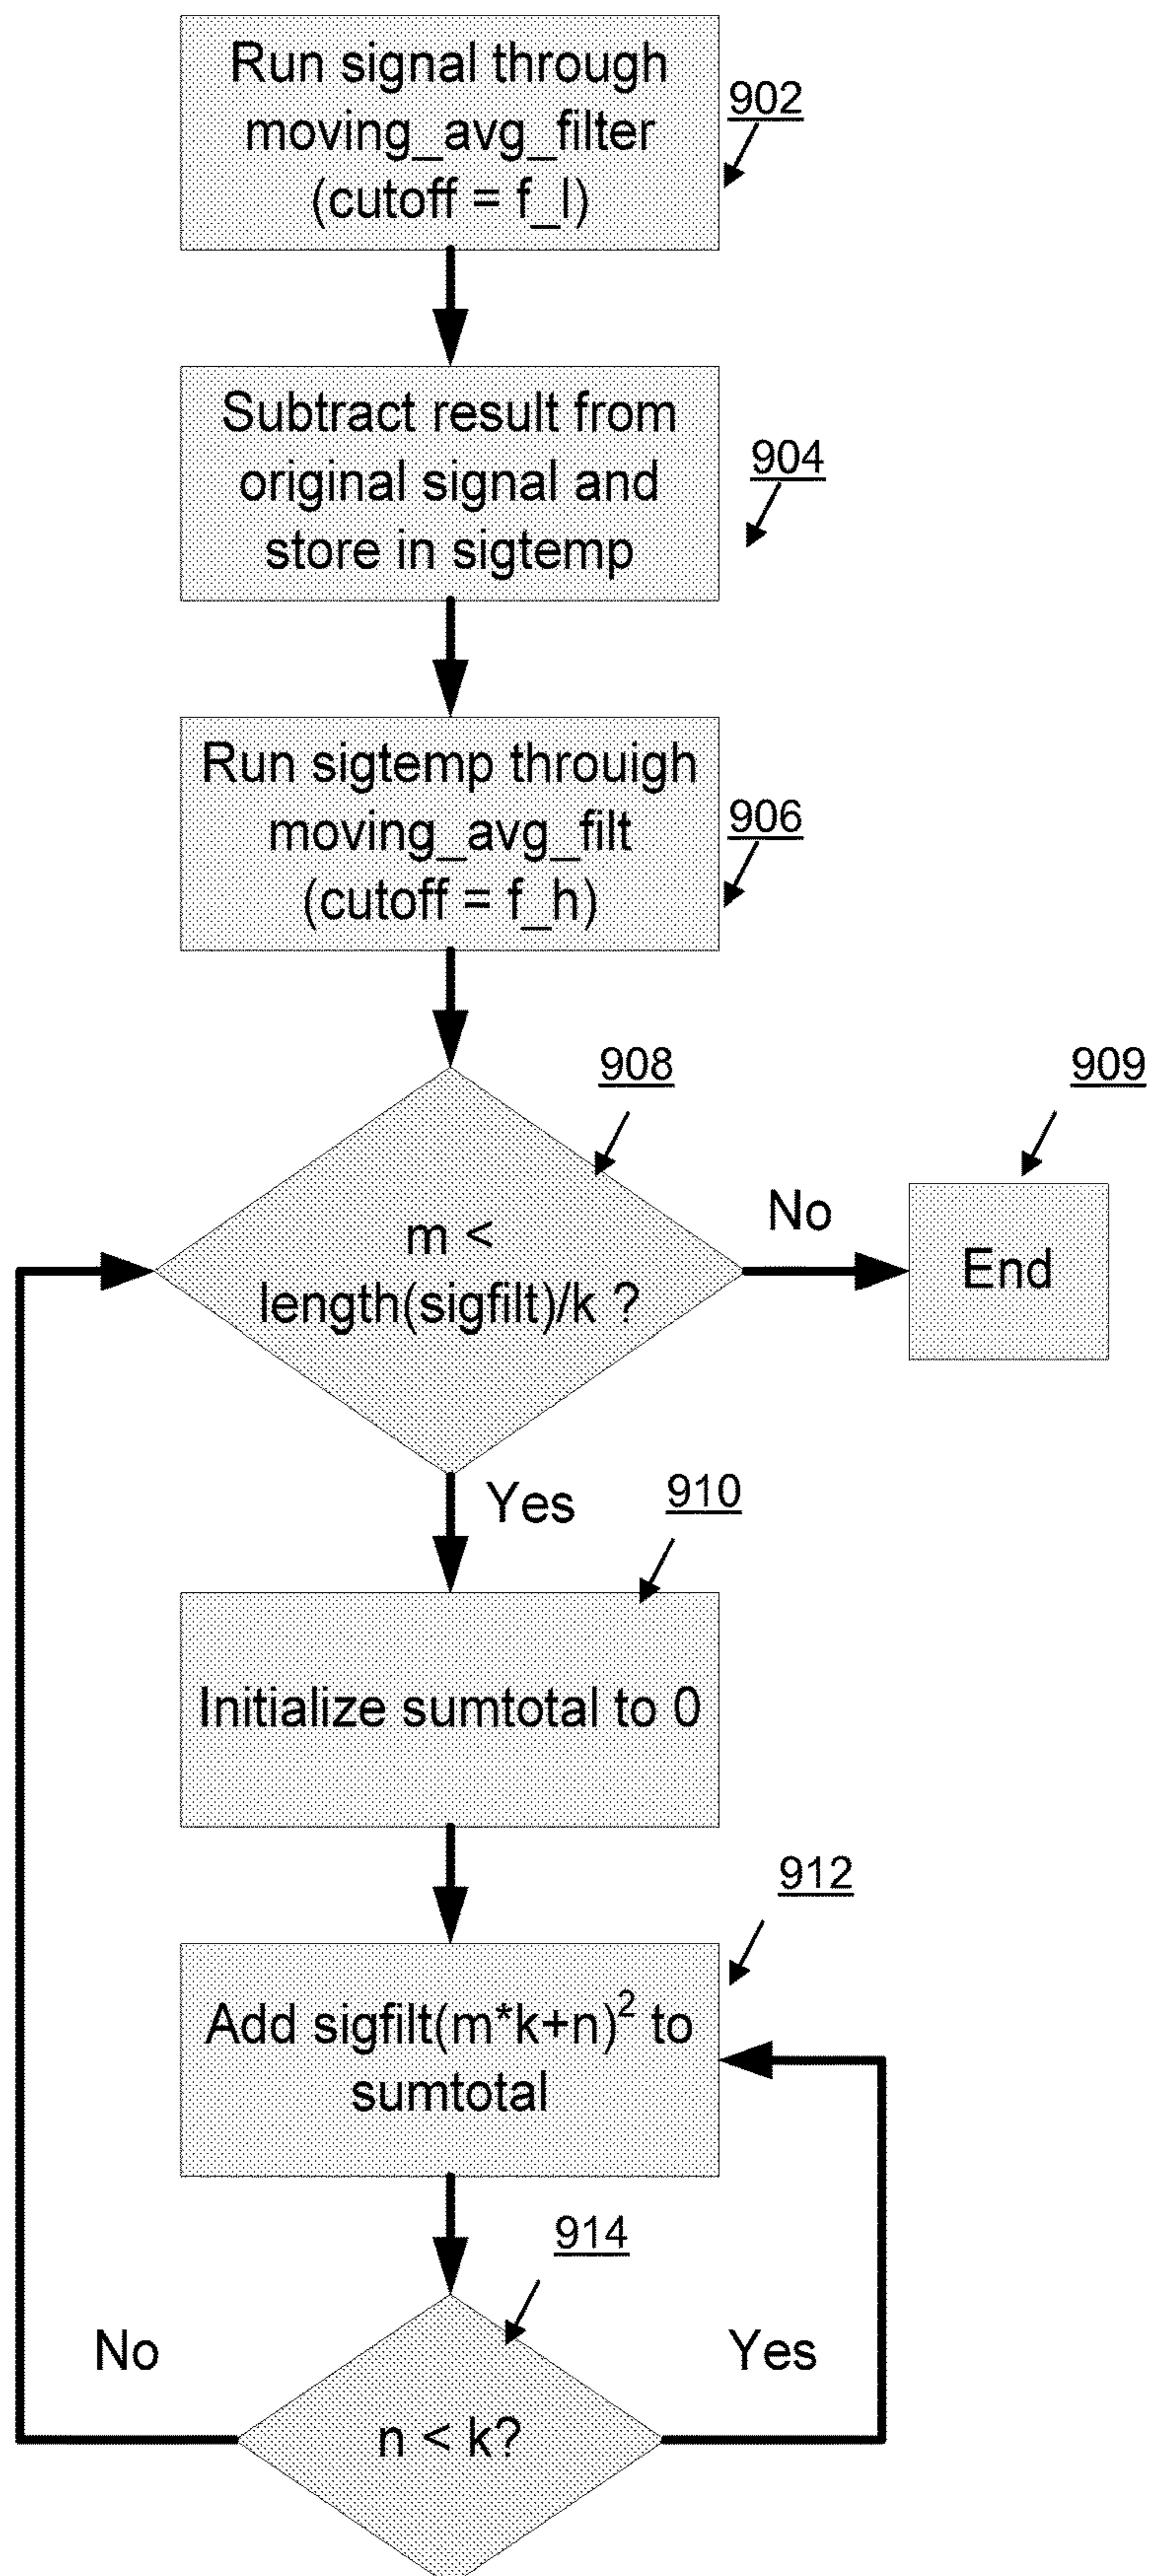 Run signal through
moving_avg_filter
(cutoff = f_l)
902
Subtract result from
original signal and
store in sigtemp
904
Run sigtemp throuigh
moving_avg_filt
(cutoff = f_h)
906
908
909
m <
length(sigfilt)/k ?
No
End
Yes
910
Initialize sumtotal to 0
912
Add sigfilt(m*k+n)² to
sumtotal
914
No
Yes
n < k?